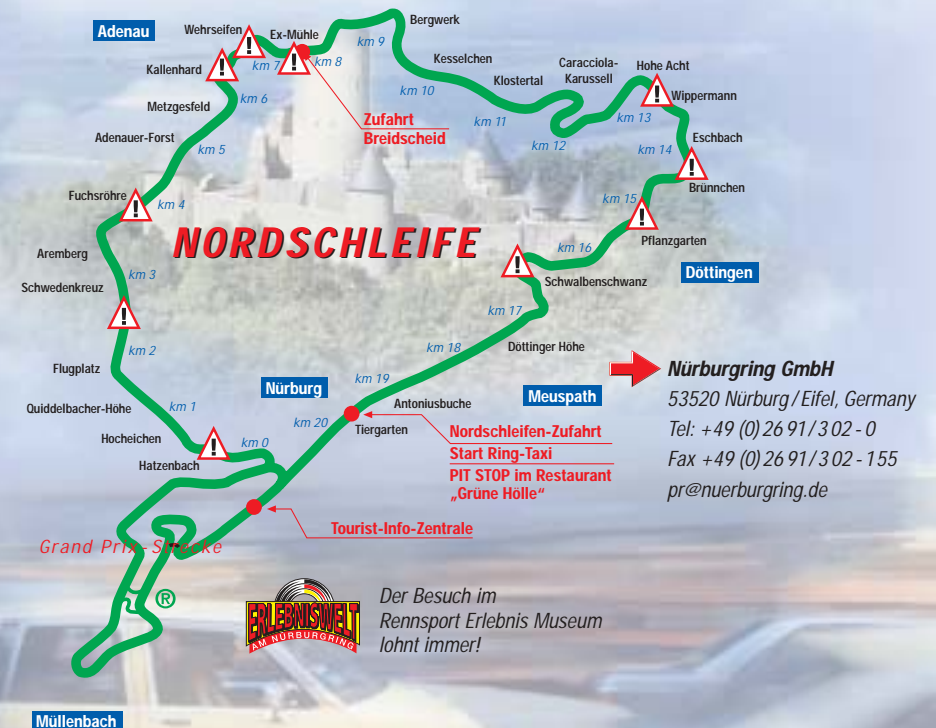 Adenau
Wehrseifen
Ex-Mühle
Bergwerk
Kallenhard
km 7
km 8
km 9
Kesselchen
Caracciola-
Karussell
Hohe Acht
Klostertal
km 6
km 10
Wippermann
Metzgesfeld
Zufahrt
Breidscheid
km 11
km 12
km 13
Adenauer-Forst
km 5
km 14
Eschbach
Fuchsröhre
km 4
km 15
Brünnchen
NORDSCHLEIFE
Aremberg
km 16
Pflanzgarten
km 3
Schwedenkreuz
Schwalbenschwanz
Döttingen
km 17
km 2
km 18
Döttinger Höhe
Flugplatz
km 19
Nürburg
Meuspath
Nürburgring GmbH
53520 Nürburg / Eifel, Germany
Tel: +49 (0) 26 91 / 3 02 - 0
Fax +49 (0) 26 91 / 3 02 - 155
pr@nuerburgring.de
Quiddelbacher-Höhe
km 1
Antoniusbuche
km 20
Tiergarten
Hocheichen
km 0
Hatzenbach
Nordschleifen-Zufahrt
Start Ring-Taxi
PIT STOP im Restaurant
„Grüne Hölle“
Tourist-Info-Zentrale
Grand Prix-Strecke
®
ERLEBNISWELT
AM NÜRBURGRING
Der Besuch im
Rennsport Erlebnis Museum
lohnt immer!
Müllenbach